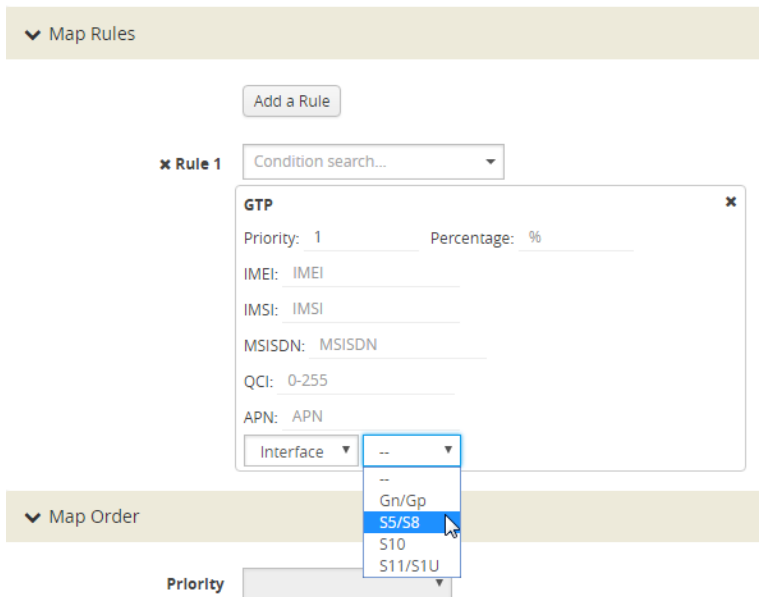 Map Rules
Add a Rule
Rule 1 Condition search...
GTP
Priority: 1 Percentage: %
IMEI: IMEI
IMSI: IMSI
MSISDN: MSISDN
QCI: 0-255
APN: APN
Interface --
--
Gn/Gp
S5/S8
S10
S11/S1U
Map Order
Priority